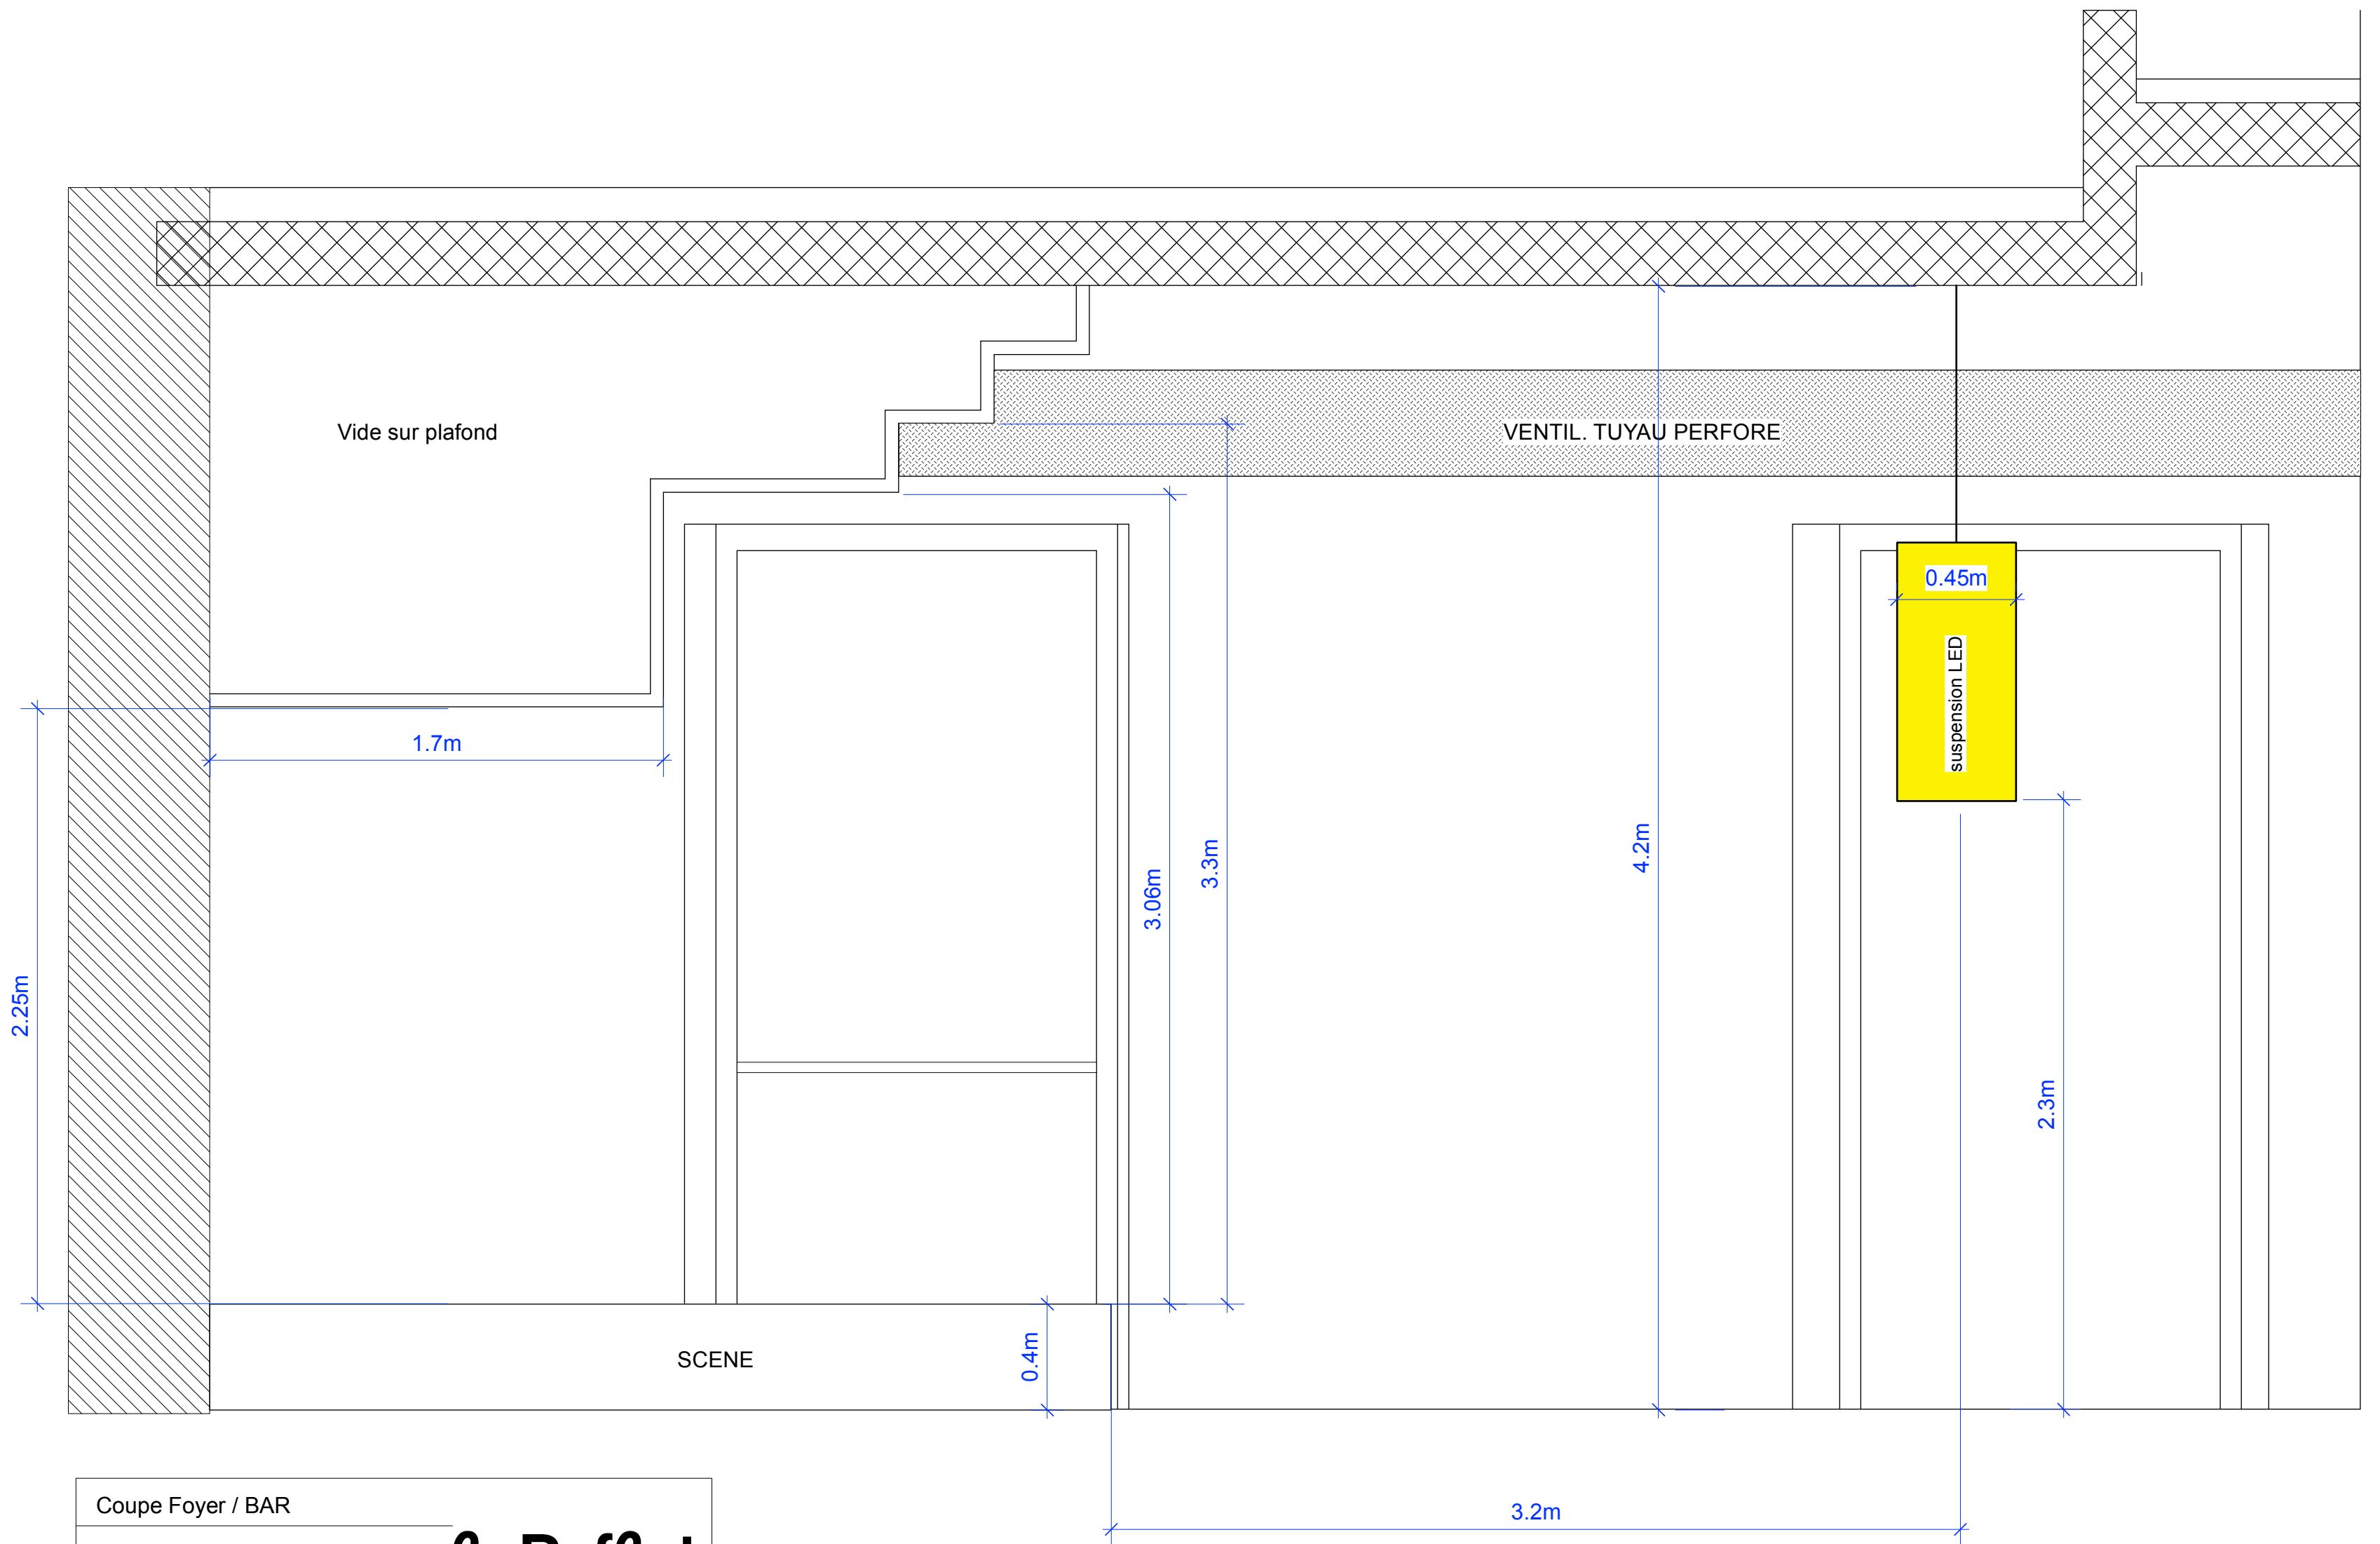 Vide sur plafond
VENTIL. TUYAU PERFORE
0.45m
suspension LED
1.7m
2.25m
3.06m
3.3m
4.2m
2.3m
0.4m
SCENE
3.2m
Coupe Foyer / BAR